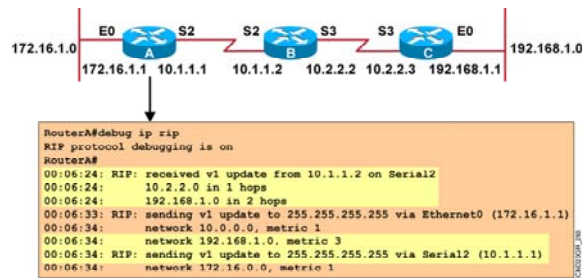 E0 S2 S2 S3 S3 E0
172.16.1.0 A B C 192.168.1.0
172.16.1.1 10.1.1.1 10.1.1.2 10.2.2.2 10.2.2.3 192.168.1.1
RouterA#debug ip rip
RIP protocol debugging is on
RouterA#
00:06:24: RIP: received v1 update from 10.1.1.2 on Serial2
00:06:24: 10.2.2.0 in 1 hops
00:06:24: 192.168.1.0 in 2 hops
00:06:33: RIP: sending v1 update to 255.255.255.255 via Ethernet0 (172.16.1.1)
00:06:34: network 10.0.0.0, metric 1
00:06:34: network 192.168.1.0, metric 3
00:06:34: RIP: sending v1 update to 255.255.255.255 via Serial2 (10.1.1.1)
00:06:34: network 172.16.0.0, metric 1